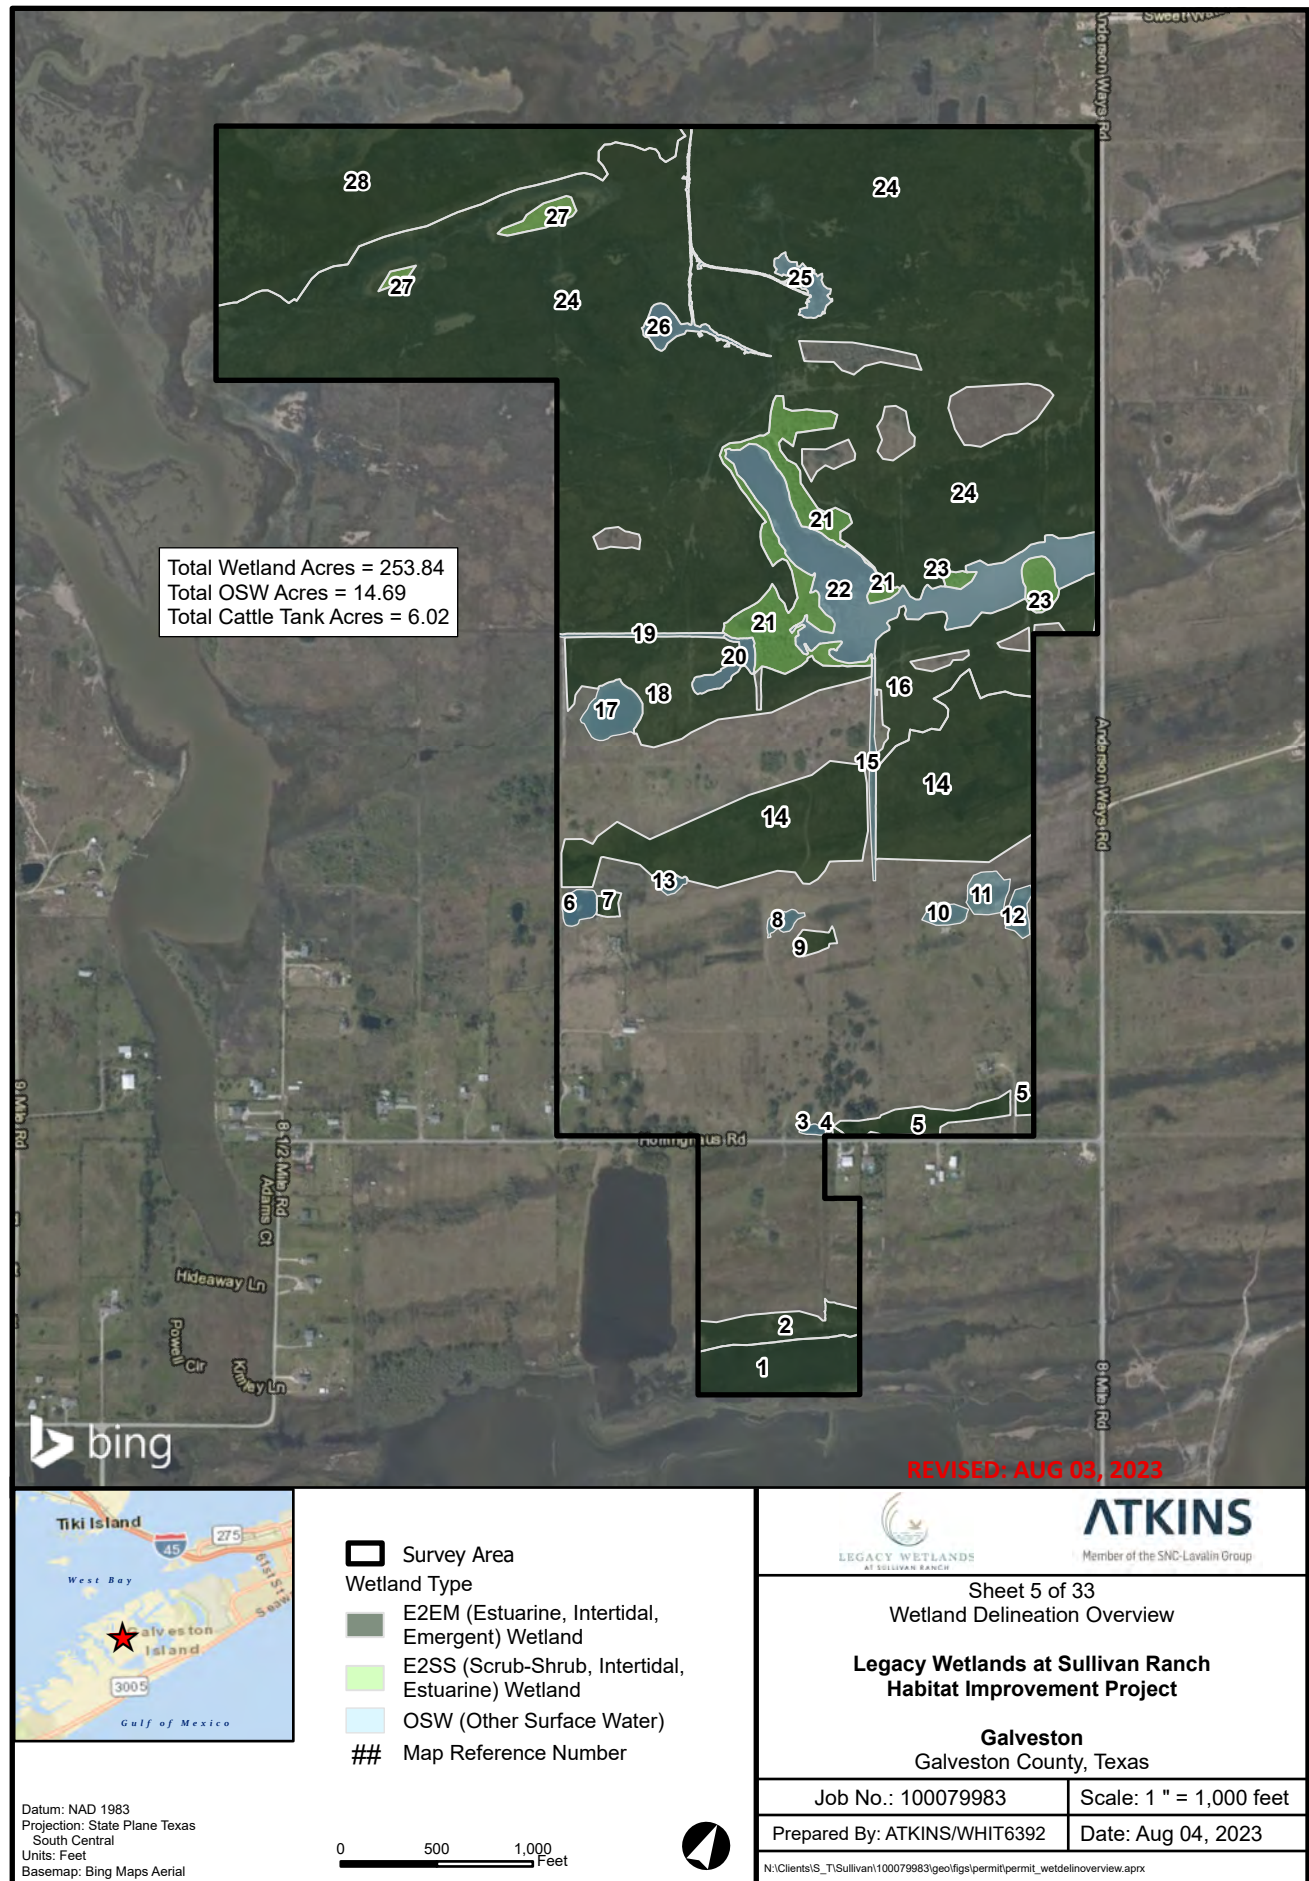 Sweet Wa
Anderson Ways Rd
28
24
27
27
24
25
26
24
21
21
22
23
23
21
19
20
18
17
16
15
14
14
13
6
7
8
9
10
11
12
Total Wetland Acres = 253.84
Total OSW Acres = 14.69
Total Cattle Tank Acres = 6.02
Anderson Ways Rd
5
3
4
5
9 Mile Rd
8 1/2 Mile Rd
Adams Ct
Hideaway Ln
Powell Cir
Kinley Ln
2
1
8 Mile Rd
bing
REVISED: AUG 03, 2023
Tiki Island
275
45
61st St
West Bay
Galveston
Island
3005
Gulf of Mexico
Survey Area
Wetland Type
E2EM (Estuarine, Intertidal,
Emergent) Wetland
E2SS (Scrub-Shrub, Intertidal,
Estuarine) Wetland
OSW (Other Surface Water)
## Map Reference Number
Datum: NAD 1983
Projection: State Plane Texas
South Central
Units: Feet
Basemap: Bing Maps Aerial
0 500 1,000
Feet
LEGACY WETLANDS
AT SULLIVAN RANCH
ATKINS
Member of the SNC-Lavalin Group
Sheet 5 of 33
Wetland Delineation Overview
Legacy Wetlands at Sullivan Ranch
Habitat Improvement Project
Galveston
Galveston County, Texas
Job No.: 100079983
Scale: 1 " = 1,000 feet
Prepared By: ATKINS/WHIT6392
Date: Aug 04, 2023
N:\Clients\S_T\Sullivan\100079983\geo\figs\permit\permit_wetdelinoverview.aprx